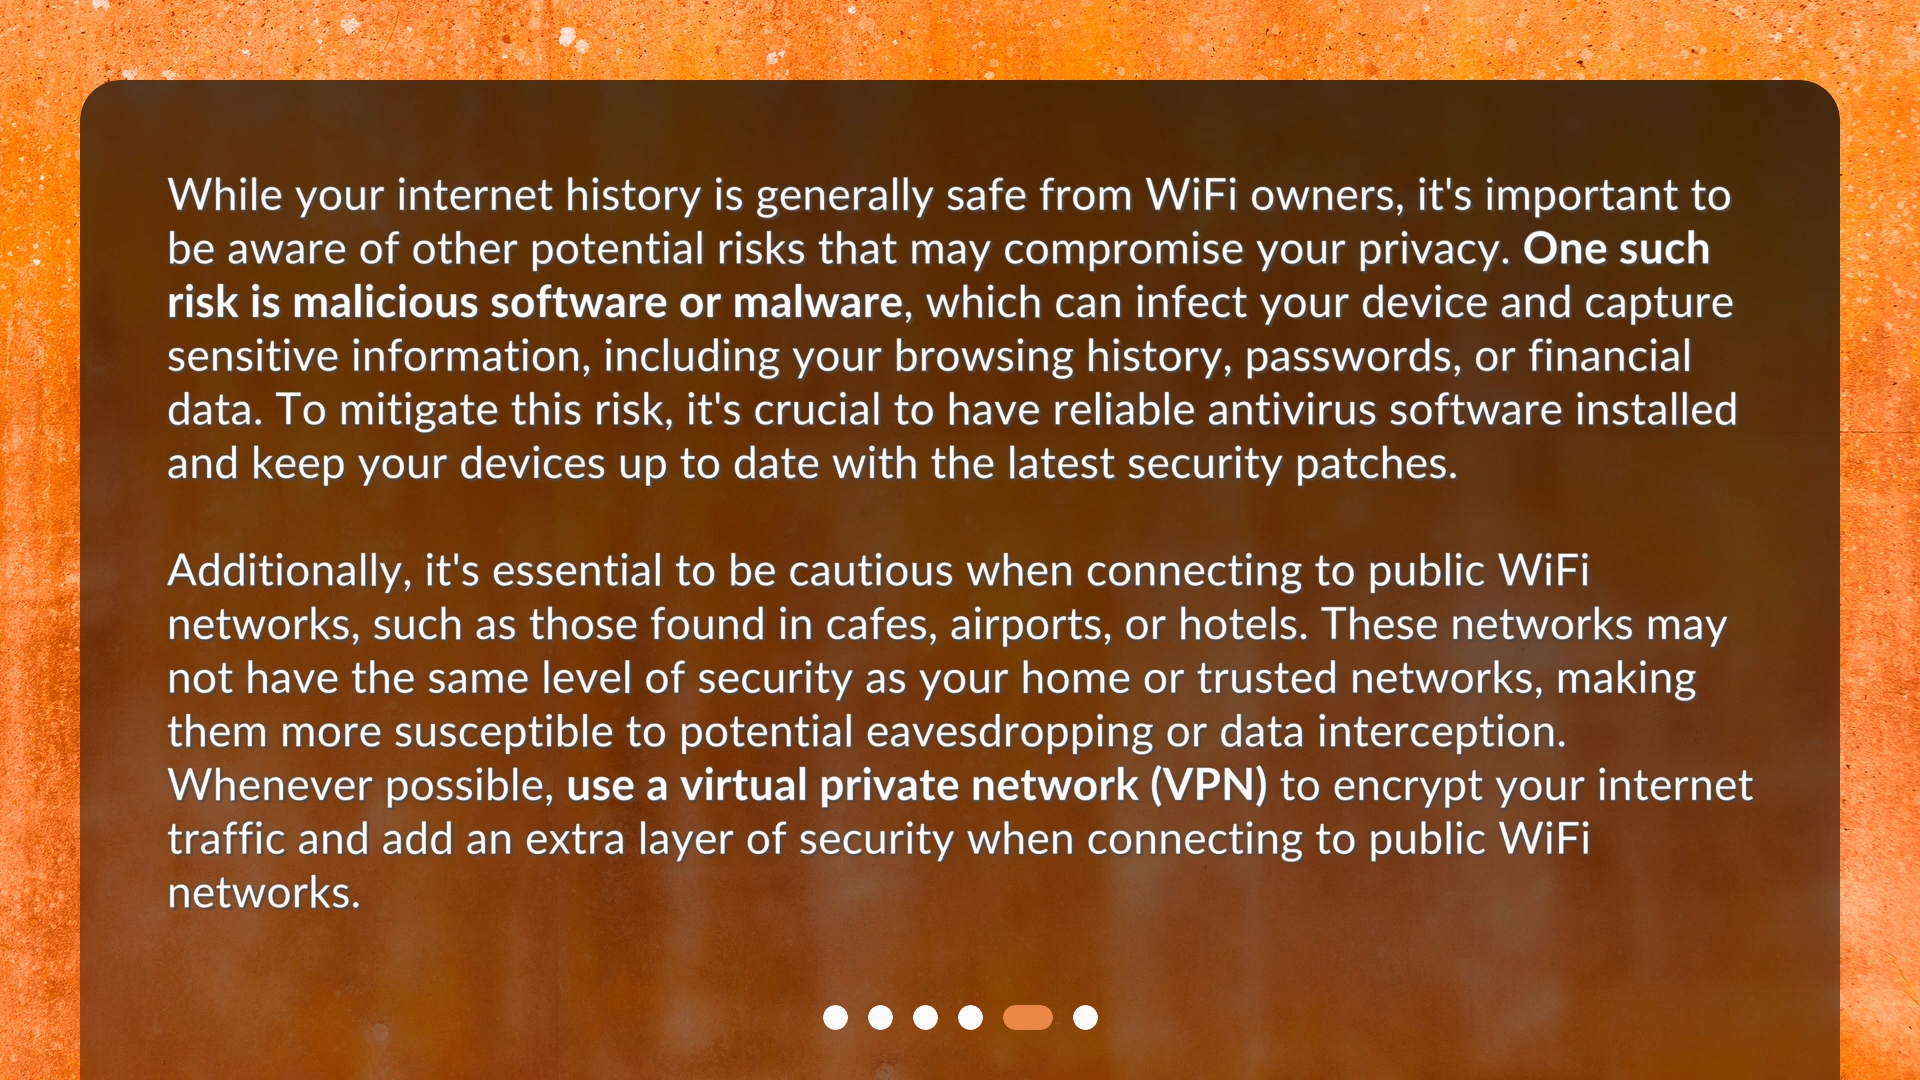 While your internet history is generally safe from WiFi owners, it's important to
be aware of other potential risks that may compromise your privacy. One such
risk is malicious software or malware, which can infect your device and capture
sensitive information, including your browsing history, passwords, or financial
data. To mitigate this risk, it's crucial to have reliable antivirus software installed
and keep your devices up to date with the latest security patches.
Additionally, it's essential to be cautious when connecting to public WiFi
networks, such as those found in cafes, airports, or hotels. These networks may
not have the same level of security as your home or trusted networks, making
them more susceptible to potential eavesdropping or data interception.
Whenever possible, use a virtual private network (VPN) to encrypt your internet
traffic and add an extra layer of security when connecting to public WiFi
networks.